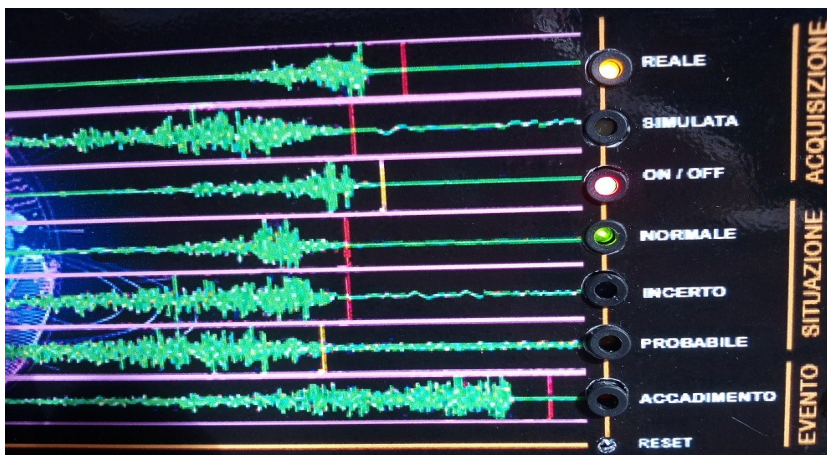 REALE
SIMULATA
ON / OFF
NORMALE
INCERTO
PROBABILE
ACCADIMENTO
RESET
ACQUISIZIONE
SITUAZIONE
EVENTO